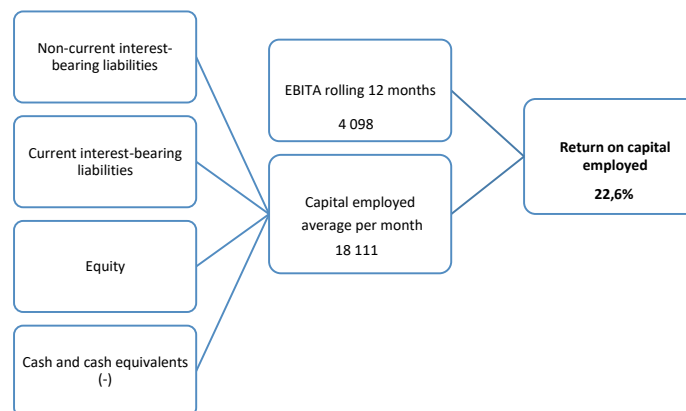 Non-current interest-
bearing liabilities
Current interest-bearing
liabilities
Equity
Cash and cash equivalents
(-)
EBITA rolling 12 months
4 098
Capital employed
average per month
18 111
Return on capital
employed
22,6%